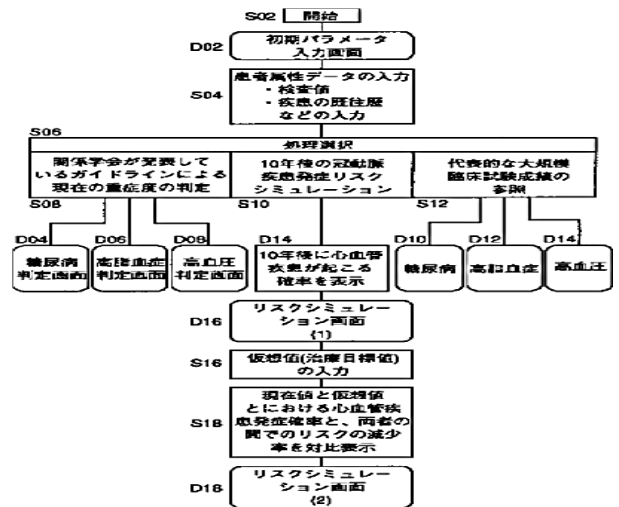 S02 開始
D02 初期パラメータ
入力画面
S04 患者属性データの入力
・検査値
・疾患の既往歴
などの入力
S06
処理選択
関係学会が発表して
いるガイドラインによる
現在の重症度の判定
10年後の冠動脈
疾患発症リスク
シミュレーション
代表的な大規模
臨床試験成績の
参照
S08
S10
S12
D04
糖尿病
判定画面
D06
高脂血症
判定画面
D08
高血圧
判定画面
D14
10年後に心血管
疾患が起こる
確率を表示
D10
糖尿病
D12
高脂血症
D14
高血圧
D16 リスクシミュレー
ション画面
(1)
S16 仮想値(治療目標値)
の入力
S18 現在値と仮想値
とにおける心血管疾
患発症確率と、両者の
間でのリスクの減少
率を対比表示
D18 リスクシミュレー
ション画面
(2)